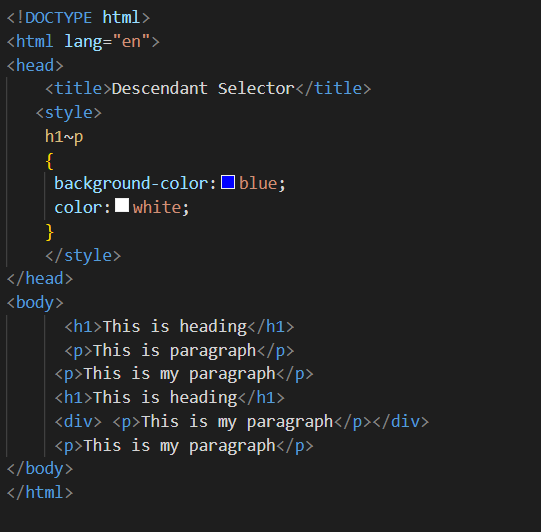 <!DOCTYPE html>
<html lang="en">
<head>
    <title>Descendant Selector</title>
   <style>
    h1~p
    {
     background-color:blue;
     color:white;
    }
    </style>
</head>
<body>
      <h1>This is heading</h1>
      <p>This is paragraph</p>
     <p>This is my paragraph</p>
     <h1>This is heading</h1>
     <div> <p>This is my paragraph</p></div>
     <p>This is my paragraph</p>
</body>
</html>